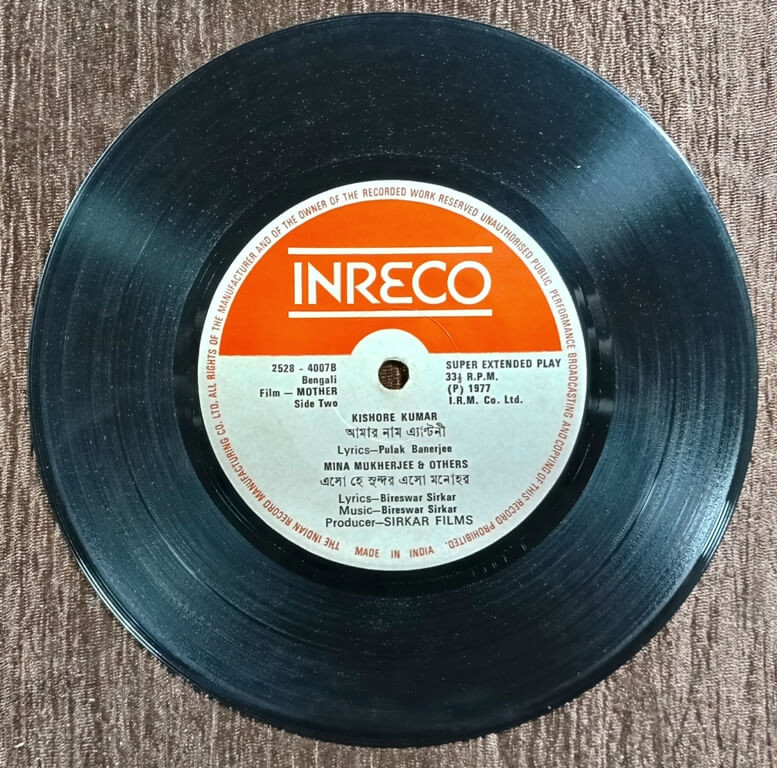 THE INDIAN RECORD MANUFACTURING CO. LTD. ALL RIGHTS OF THE MANUFACTURER AND OF THE OWNER OF THE RECORDED WORK RESERVED UNAUTHORISED PUBLIC PERFORMANCE BROADCASTING AND COPYING OF THIS RECORD PROHIBITED.
INRECO
2528 - 4007B
Bengali
Film — MOTHER
Side Two
SUPER EXTENDED PLAY
33⅓ R.P.M.
(P) 1977
I.R.M. Co. Ltd.
KISHORE KUMAR
আমার নাম এ্যান্টনী
Lyrics—Pulak Banerjee
MINA MUKHERJEE & OTHERS
এসো হে সুন্দর এসো মনোহর
Lyrics—Bireswar Sirkar
Music—Bireswar Sirkar
Producer—SIRKAR FILMS
MADE IN INDIA